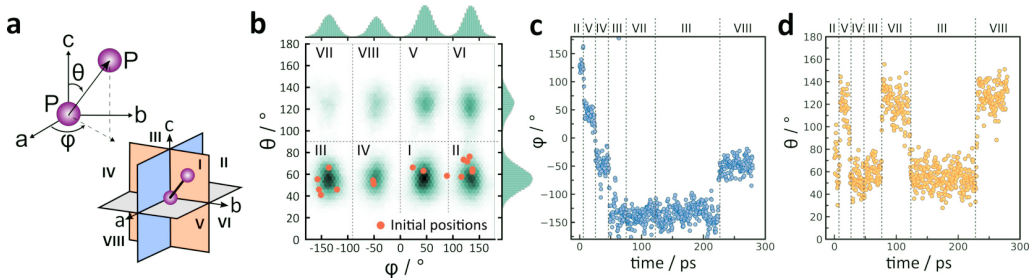 a
c
P
θ
P
b
a
φ
III
c
I
II
IV
a
b
V
VI
VIII
b
VII VIII V VI
III IV I II
Initial positions
θ / °
180
160
140
120
100
80
60
40
20
0
-150 -100 -50 0 50 100 150
φ / °
c
II V IV III VII III VIII
φ / °
150
100
50
0
−50
−100
−150
0 100 200 300
time / ps
d
II V IV III VII III VIII
θ / °
180
160
140
120
100
80
60
40
20
0
0 100 200 300
time / ps